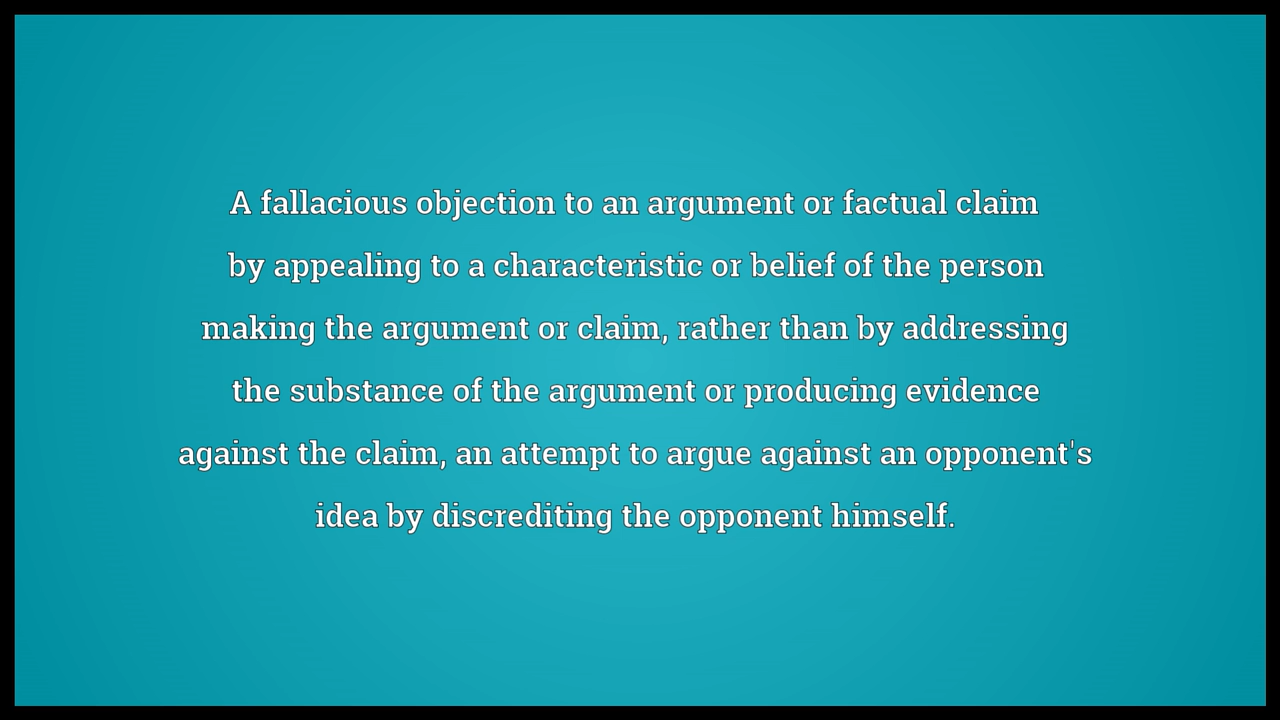 A fallacious objection to an argument or factual claim
by appealing to a characteristic or belief of the person
making the argument or claim, rather than by addressing
the substance of the argument or producing evidence
against the claim, an attempt to argue against an opponent's
idea by discrediting the opponent himself.